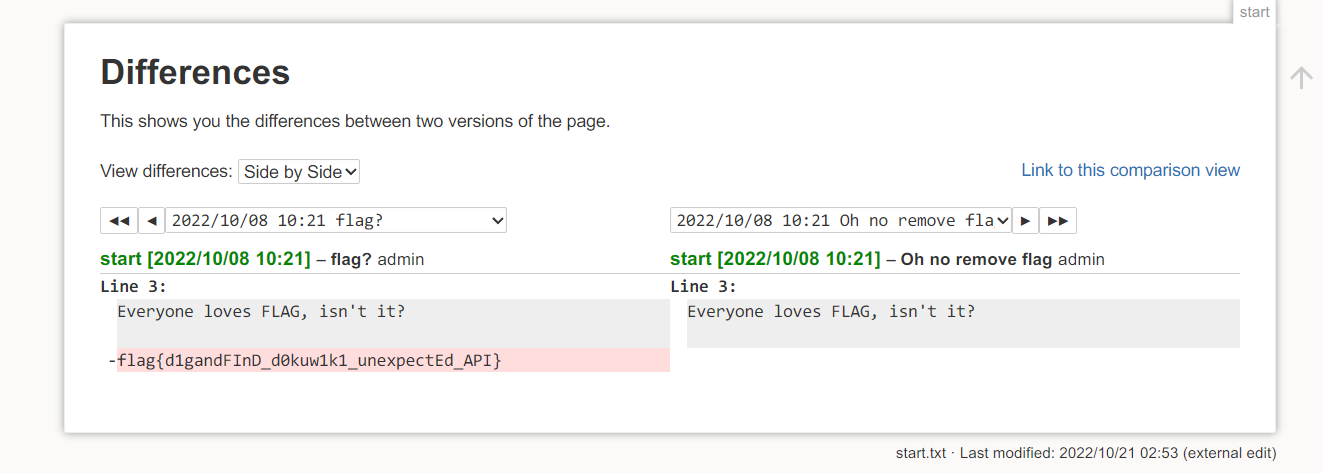 start
Differences
This shows you the differences between two versions of the page.
View differences: Side by Side
Link to this comparison view
2022/10/08 10:21 flag?
2022/10/08 10:21 Oh no remove fla
start [2022/10/08 10:21] – flag? admin
start [2022/10/08 10:21] – Oh no remove flag admin
Line 3:
Line 3:
Everyone loves FLAG, isn't it?
Everyone loves FLAG, isn't it?
-flag{d1gandFInD_d0kuw1k1_unexpectEd_API}
start.txt · Last modified: 2022/10/21 02:53 (external edit)